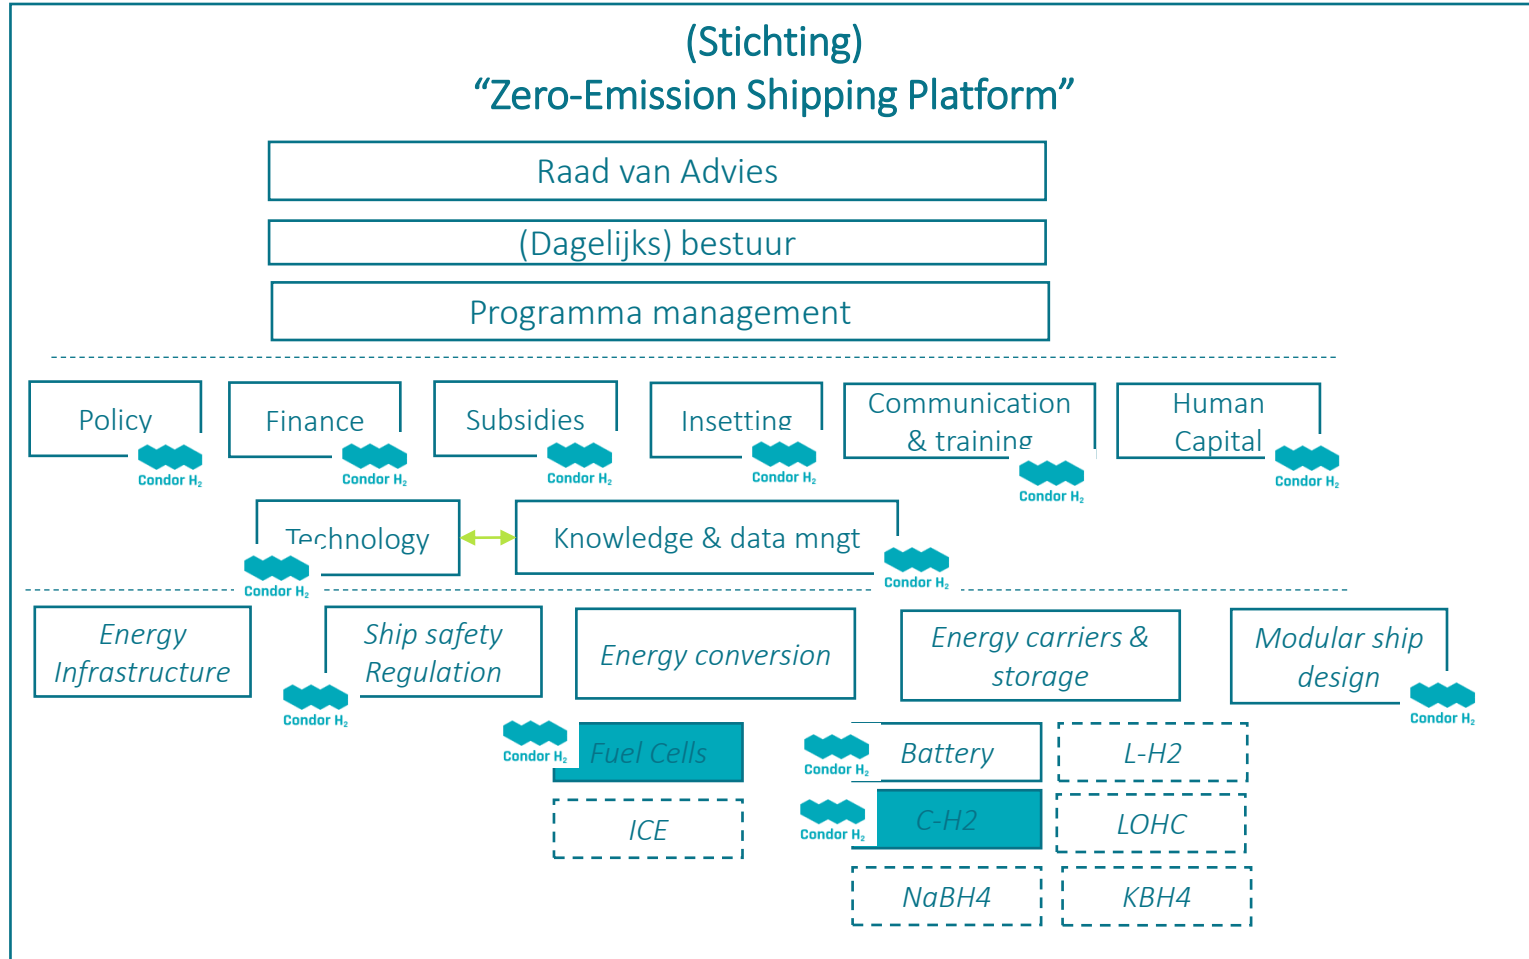 (Stichting)
“Zero-Emission Shipping Platform”
Raad van Advies
(Dagelijks) bestuur
Programma management
Policy
Condor H₂
Finance
Condor H₂
Subsidies
Condor H₂
Insetting
Condor H₂
Communication
& training
Condor H₂
Human
Capital
Condor H₂
Technology
Condor H₂
Knowledge & data mngt
Condor H₂
Energy
Infrastructure
Ship safety
Regulation
Condor H₂
Energy conversion
Energy carriers &
storage
Modular ship
design
Condor H₂
Condor H₂
Fuel Cells
ICE
Condor H₂
Battery
L-H2
Condor H₂
C-H2
LOHC
NaBH4
KBH4